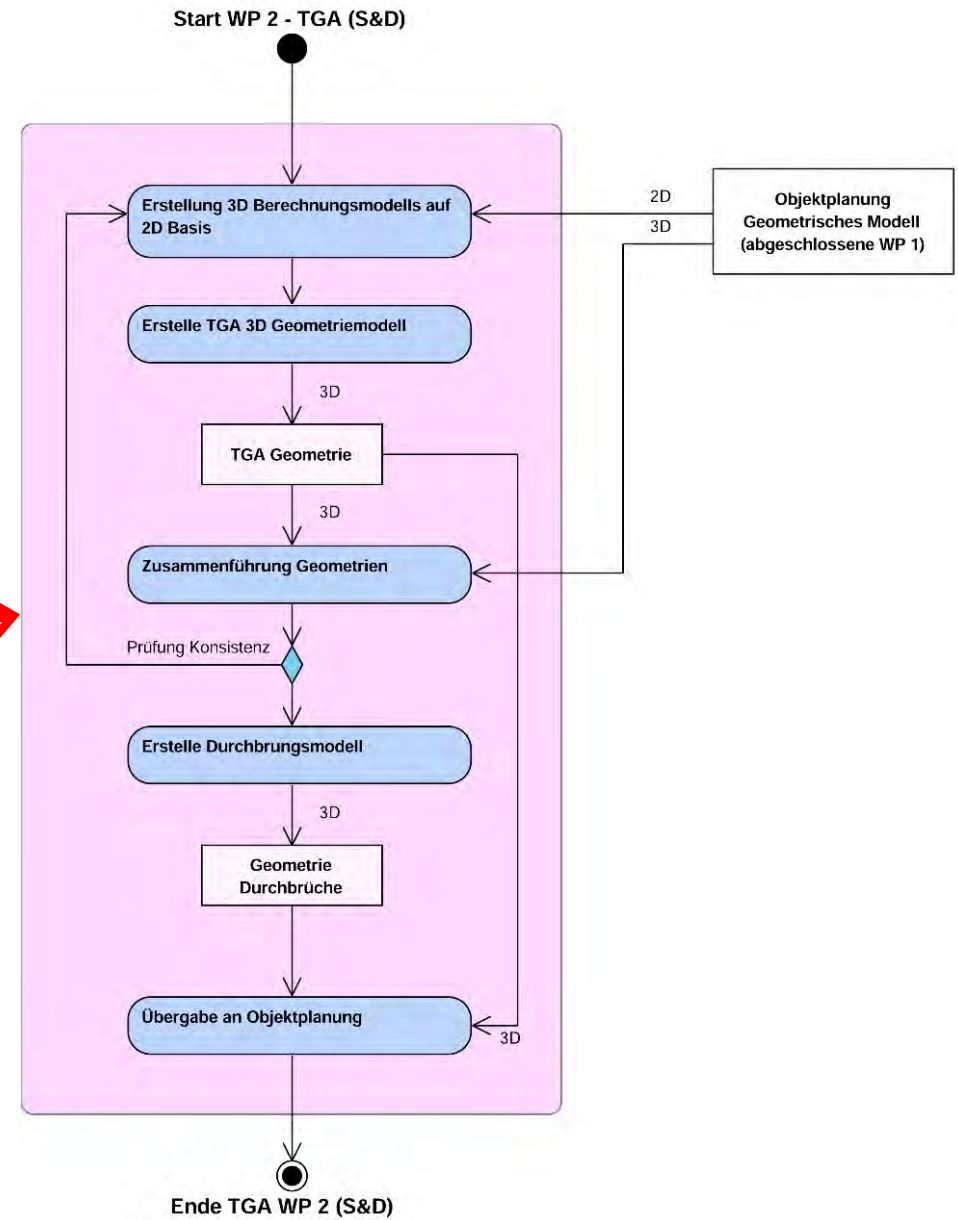 Start WP 2 - TGA (S&D)
Erstellung 3D Berechnungsmodells auf
2D Basis
2D
3D
Objektplanung
Geometrisches Modell
(abgeschlossene WP 1)
Erstelle TGA 3D Geometriemodell
3D
TGA Geometrie
3D
Zusammenführung Geometrien
Prüfung Konsistenz
Erstelle Durchbrungsmodell
3D
Geometrie
Durchbrüche
Übergabe an Objektplanung
3D
Ende TGA WP 2 (S&D)